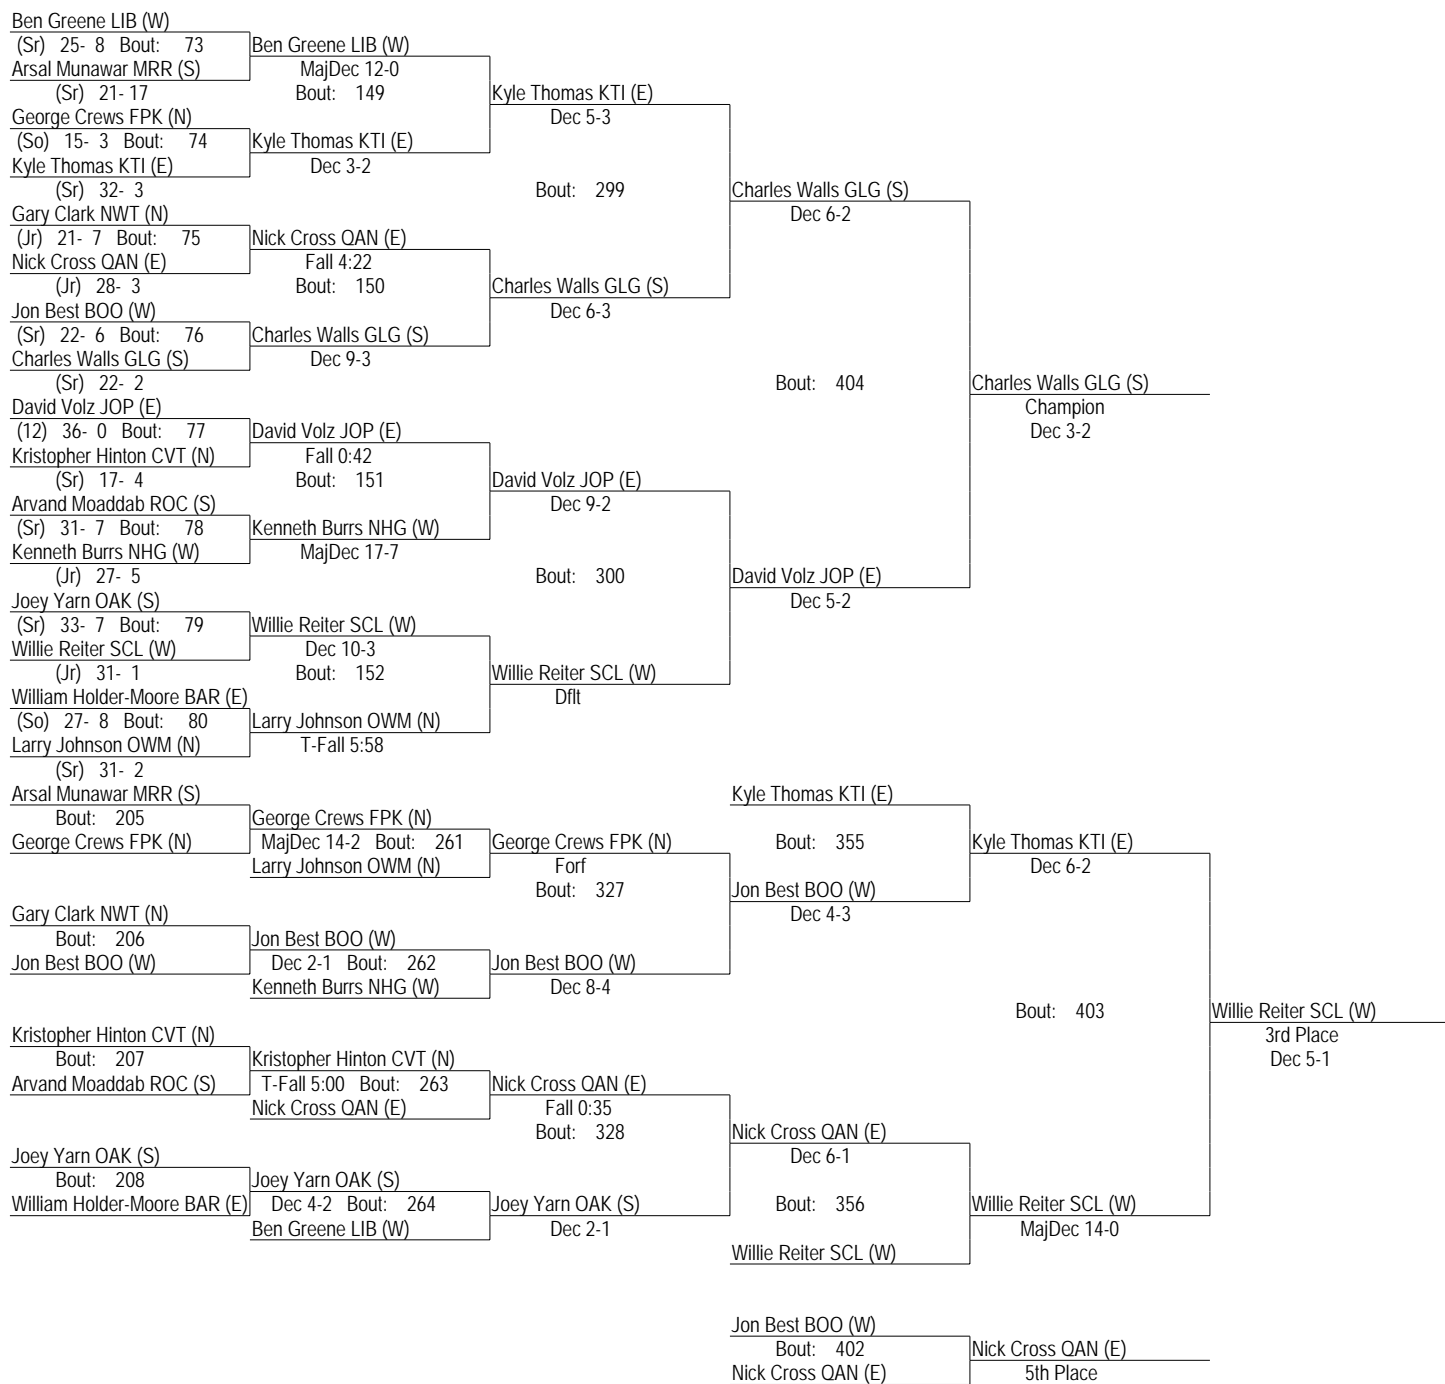 Ben Greene LIB (W)
(Sr) 25- 8 Bout: 73
Arsal Munawar MRR (S)
(Sr) 21- 17
George Crews FPK (N)
(So) 15- 3 Bout: 74
Kyle Thomas KTI (E)
(Sr) 32- 3
Gary Clark NWT (N)
(Jr) 21- 7 Bout: 75
Nick Cross QAN (E)
(Jr) 28- 3
Jon Best BOO (W)
(Sr) 22- 6 Bout: 76
Charles Walls GLG (S)
(Sr) 22- 2
David Volz JOP (E)
(12) 36- 0 Bout: 77
Kristopher Hinton CVT (N)
(Sr) 17- 4
Arvand Moaddab ROC (S)
(Sr) 31- 7 Bout: 78
Kenneth Burrs NHG (W)
(Jr) 27- 5
Joey Yarn OAK (S)
(Sr) 33- 7 Bout: 79
Willie Reiter SCL (W)
(Jr) 31- 1
William Holder-Moore BAR (E)
(So) 27- 8 Bout: 80
Larry Johnson OWM (N)
(Sr) 31- 2
Ben Greene LIB (W)
MajDec 12-0
Bout: 149
Kyle Thomas KTI (E)
Dec 3-2
Nick Cross QAN (E)
Fall 4:22
Bout: 150
Charles Walls GLG (S)
Dec 9-3
David Volz JOP (E)
Fall 0:42
Bout: 151
Kenneth Burrs NHG (W)
MajDec 17-7
Willie Reiter SCL (W)
Dec 10-3
Bout: 152
Larry Johnson OWM (N)
T-Fall 5:58
Kyle Thomas KTI (E)
Dec 5-3
Bout: 299
Charles Walls GLG (S)
Dec 6-3
David Volz JOP (E)
Dec 9-2
Bout: 300
Willie Reiter SCL (W)
Dflt
Charles Walls GLG (S)
Dec 6-2
Bout: 404
David Volz JOP (E)
Dec 5-2
Charles Walls GLG (S)
Champion
Dec 3-2
Arsal Munawar MRR (S)
Bout: 205
George Crews FPK (N)
Gary Clark NWT (N)
Bout: 206
Jon Best BOO (W)
Kristopher Hinton CVT (N)
Bout: 207
Arvand Moaddab ROC (S)
Joey Yarn OAK (S)
Bout: 208
William Holder-Moore BAR (E)
George Crews FPK (N)
MajDec 14-2 Bout: 261
Larry Johnson OWM (N)
Jon Best BOO (W)
Dec 2-1 Bout: 262
Kenneth Burrs NHG (W)
Kristopher Hinton CVT (N)
T-Fall 5:00 Bout: 263
Nick Cross QAN (E)
Joey Yarn OAK (S)
Dec 4-2 Bout: 264
Ben Greene LIB (W)
George Crews FPK (N)
Forf
Bout: 327
Jon Best BOO (W)
Dec 8-4
Nick Cross QAN (E)
Fall 0:35
Bout: 328
Joey Yarn OAK (S)
Dec 2-1
Kyle Thomas KTI (E)
Bout: 355
Jon Best BOO (W)
Dec 4-3
Nick Cross QAN (E)
Dec 6-1
Bout: 356
Willie Reiter SCL (W)
Kyle Thomas KTI (E)
Dec 6-2
Bout: 403
Willie Reiter SCL (W)
MajDec 14-0
Willie Reiter SCL (W)
3rd Place
Dec 5-1
Jon Best BOO (W)
Bout: 402
Nick Cross QAN (E)
Nick Cross QAN (E)
5th Place